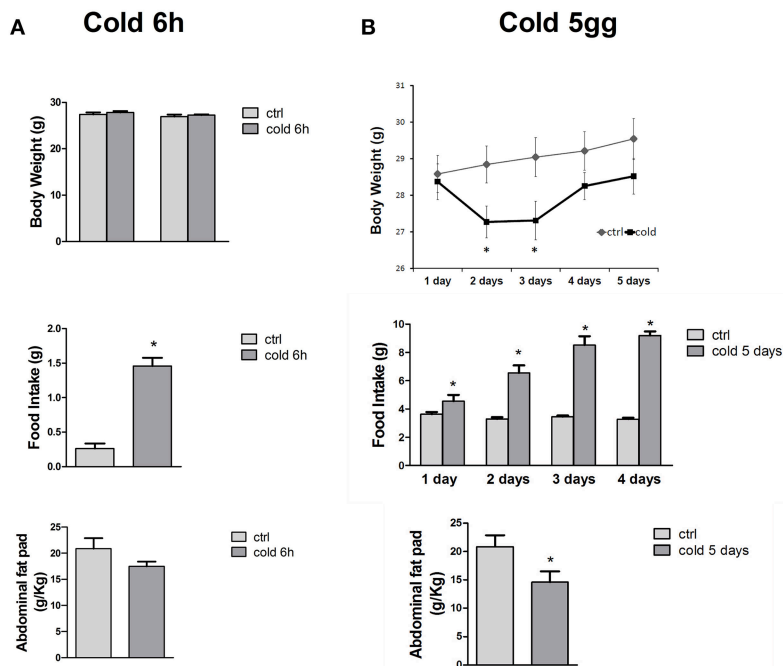 A
Cold 6h
Body Weight (g)
30
20
10
0
ctrl
cold 6h
Food Intake (g)
2.0
1.5
1.0
0.5
0.0
*
ctrl
cold 6h
Abdominal fat pad
(g/Kg)
25
20
15
10
5
0
ctrl
cold 6h
B
Cold 5gg
Body Weight (g)
31
30
29
28
27
26
*
*
ctrl
cold
1 day
2 days
3 days
4 days
5 days
Food Intake (g)
10
8
6
4
2
0
*
*
*
*
ctrl
cold 5 days
1 day
2 days
3 days
4 days
Abdominal fat pad
(g/Kg)
25
20
15
10
5
0
*
ctrl
cold 5 days